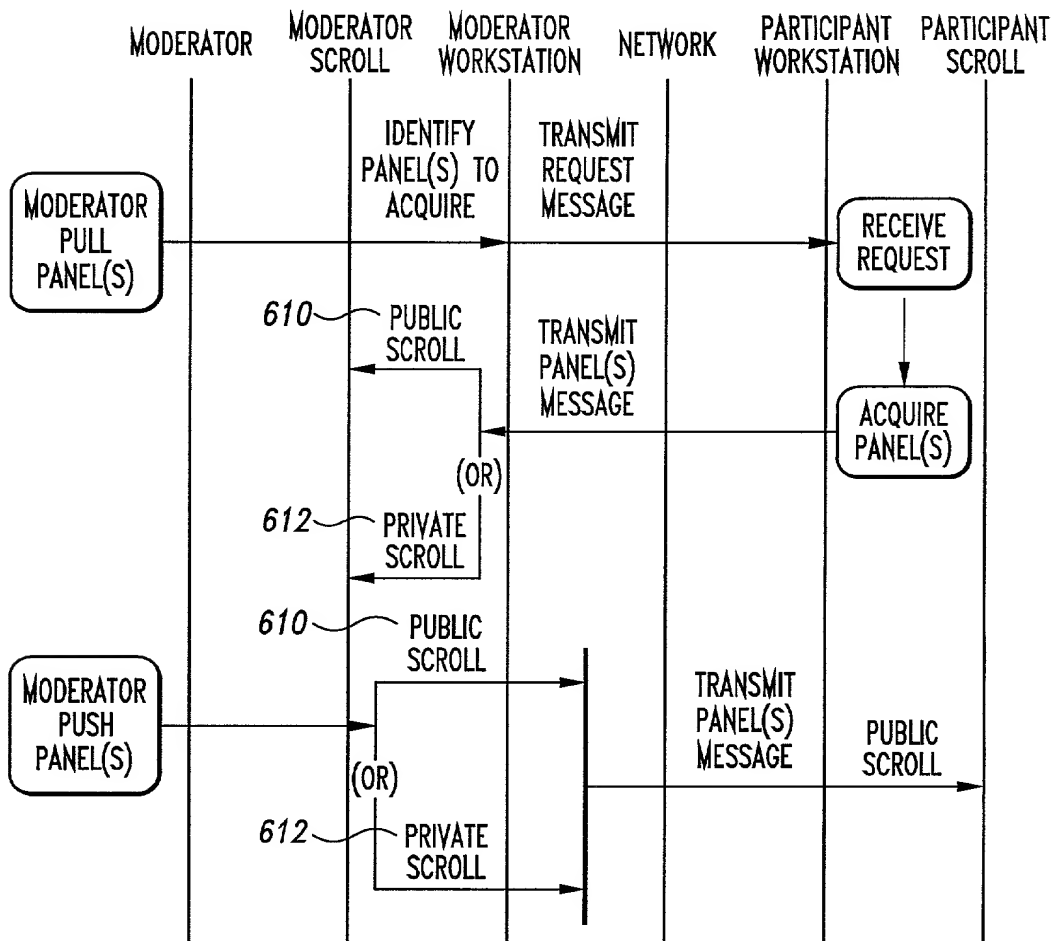 MODERATOR
MODERATOR
SCROLL
MODERATOR
WORKSTATION
NETWORK
PARTICIPANT
WORKSTATION
PARTICIPANT
SCROLL
MODERATOR
PULL
PANEL(S)
IDENTIFY
PANEL(S) TO
ACQUIRE
TRANSMIT
REQUEST
MESSAGE
RECEIVE
REQUEST
610
PUBLIC
SCROLL
TRANSMIT
PANEL(S)
MESSAGE
ACQUIRE
PANEL(S)
(OR)
612
PRIVATE
SCROLL
610
PUBLIC
SCROLL
MODERATOR
PUSH
PANEL(S)
(OR)
TRANSMIT
PANEL(S)
MESSAGE
PUBLIC
SCROLL
612
PRIVATE
SCROLL